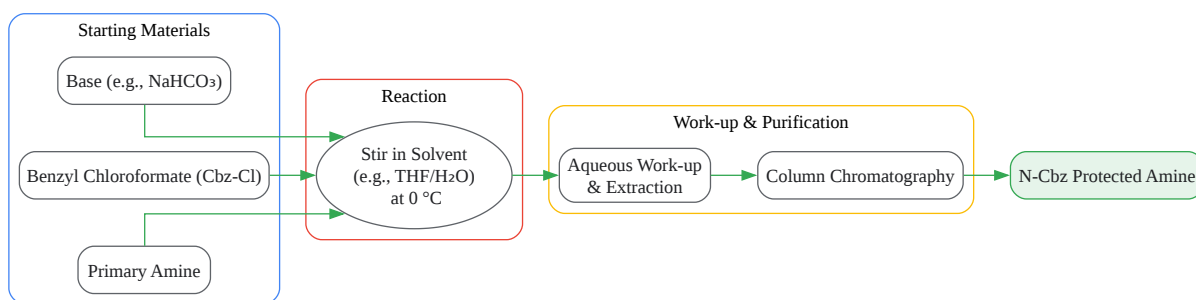 Starting Materials
Base (e.g., NaHCO₃)
Benzyl Chloroformate (Cbz-Cl)
Primary Amine
Reaction
Stir in Solvent
(e.g., THF/H₂O)
at 0 °C
Work-up & Purification
Aqueous Work-up
& Extraction
Column Chromatography
N-Cbz Protected Amine